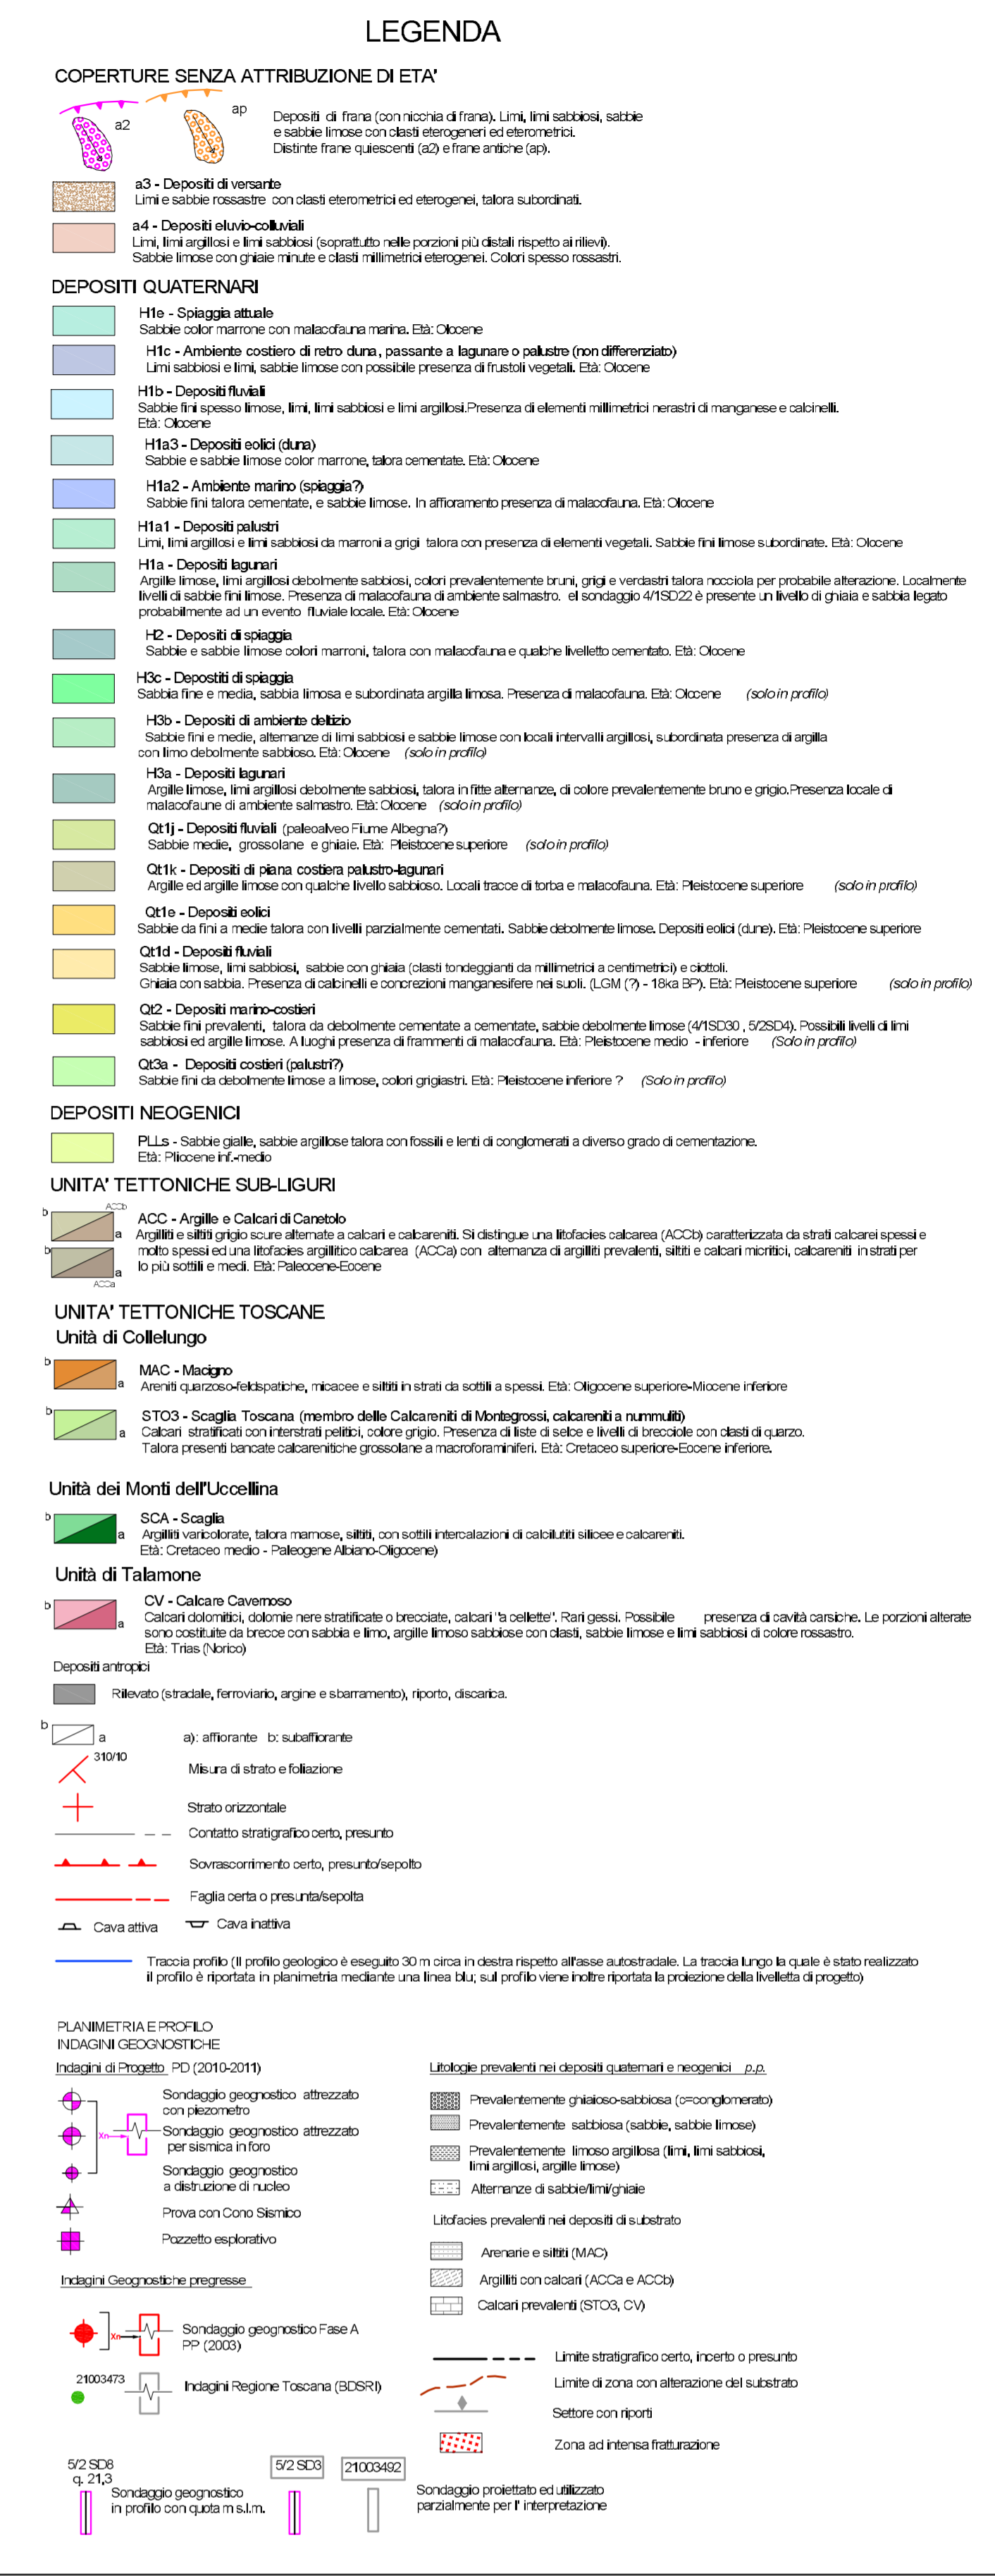 LEGENDA
COPERTURE SENZA ATTRIBUZIONE DI ETA'
a2
ap
Depositi di frana (con nicchia di frana). Limi, limi sabbiosi, sabbie
e sabbie limose con clasti eterogeneri ed eterometrici.
Distinte frane quiescenti (a2) e frane antiche (ap).
a3 - Depositi di versante
Limi e sabbie rossastre con clasti eterometrici ed eterogenei, talora subordinati.
a4 - Depositi eluvio-colluviali
Limi, limi argillosi e limi sabbiosi (soprattutto nelle porzioni più distali rispetto ai rilievi).
Sabbie limose con ghiaie minute e clasti millimetrici eterogenei. Colori spesso rossastri.
DEPOSITI QUATERNARI
H1e - Spiaggia attuale
Sabbie color marrone con malacofauna marina. Età: Olocene
H1c - Ambiente costiero di retro duna, passante a lagunare o palustre (non differenziato)
Limi sabbiosi e limi, sabbie limose con possibile presenza di frustoli vegetali. Età: Olocene
H1b - Depositi fluviali
Sabbie fini spesso limose, limi, limi sabbiosi e limi argillosi.Presenza di elementi millimetrici nerastri di manganese e calcinelli.
Età: Olocene
H1a3 - Depositi eolici (duna)
Sabbie e sabbie limose color marrone, talora cementate. Età: Olocene
H1a2 - Ambiente marino (spiaggia?)
Sabbie fini talora cementate, e sabbie limose. In affioramento presenza di malacofauna. Età: Olocene
H1a1 - Depositi palustri
Limi, limi argillosi e limi sabbiosi da marroni a grigi talora con presenza di elementi vegetali. Sabbie fini limose subordinate. Età: Olocene
H1a - Depositi lagunari
Argille limose, limi argilllosi debolmente sabbiosi, colori prevalentemente bruni, grigi e verdastri talora nocciola per probabile alterazione. Localmente
livelli di sabbie fini limose. Presenza di malacofauna di ambiente salmastro. el sondaggio 4/1SD22 è presente un livello di ghiaia e sabbia legato
probabilmente ad un evento fluviale locale. Età: Olocene
H2 - Depositi di spiaggia
Sabbie e sabbie limose colori marroni, talora con malacofauna e qualche livelletto cementato. Età: Olocene
H3c - Depostiti di spiaggia
Sabbia fine e media, sabbia limosa e subordinata argilla limosa. Presenza di malacofauna. Età: Olocene (solo in profilo)
H3b - Depositi di ambiente deltizio
Sabbie fini e medie, alternanze di limi sabbiosi e sabbie limose con locali intervalli argillosi, subordinata presenza di argilla
con limo debolmente sabbioso. Età: Olocene (solo in profilo)
H3a - Depositi lagunari
Argille limose, limi argilllosi debolmente sabbiosi, talora in fitte alternanze, di colore prevalentemente bruno e grigio.Presenza locale di
malacofaune di ambiente salmastro. Età: Olocene (solo in profilo)
Qt1j - Depositi fluviali (paleoalveo Fiume Albegna?)
Sabbie medie, grossolane e ghiaie. Età: Pleistocene superiore (solo in profilo)
Qt1k - Depositi di piana costiera palustro-lagunari
Argille ed argille limose con qualche livello sabbioso. Locali tracce di torba e malacofauna. Età: Pleistocene superiore (solo in profilo)
Qt1e - Depositi eolici
Sabbie da fini a medie talora con livelli parzialmente cementati. Sabbie debolmente limose. Depositi eolici (dune). Età: Pleistocene superiore
Qt1d - Depositi fluviali
Sabbie limose, limi sabbiosi, sabbie con ghiaia (clasti tondeggianti da millimetrici a centimetrici) e ciottoli.
Ghiaia con sabbia. Presenza di calcinelli e concrezioni manganesifere nei suoli. (LGM (?) - 18ka BP). Età: Pleistocene superiore (solo in profilo)
Qt2 - Depositi marino-costieri
Sabbie fini prevalenti, talora da debolmente cementate a cementate, sabbie debolmente limose (4/1SD30 , 5/2SD4). Possibili livelli di limi
sabbiosi ed argille limose. A luoghi presenza di frammenti di malacofauna. Età: Pleistocene medio - inferiore (Solo in profilo)
Qt3a - Depositi costieri (palustri?)
Sabbie fini da debolmente limose a limose, colori grigiastri. Età: Pleistocene inferiore ? (Solo in profilo)
DEPOSITI NEOGENICI
PLLs - Sabbie gialle, sabbie argillose talora con fossili e lenti di conglomerati a diverso grado di cementazione.
Età: Pliocene inf.-medio
UNITA' TETTONICHE SUB-LIGURI
ACCb
b
a
ACC - Argille e Calcari di Canetolo
Argilliti e siltiti grigio scure alternate a calcari e calcareniti. Si distingue una litofacies calcarea (ACCb) caratterizzata da strati calcarei spessi e
b
a
molto spessi ed una litofacies argillitico calcarea (ACCa) con alternanza di argilliti prevalenti, siltiti e calcari micritici, calcareniti in strati per
lo più sottili e medi. Età: Paleocene-Eocene
ACCa
UNITA' TETTONICHE TOSCANE
Unità di Collelungo
b
a
MAC - Macigno
Areniti quarzoso-feldspatiche, micacee e siltiti in strati da sottili a spessi. Età: Oligocene superiore-Miocene inferiore
b
a
STO3 - Scaglia Toscana (membro delle Calcareniti di Montegrossi, calcareniti a nummuliti)
Calcari stratificati con interstrati pelitici, colore grigio. Presenza di liste di selce e livelli di brecciole con clasti di quarzo.
Talora presenti bancate calcarenitiche grossolane a macroforaminiferi. Età: Cretaceo superiore-Eocene inferiore.
Unità dei Monti dell'Uccellina
b
a
SCA - Scaglia
Argilliti varicolorate, talora marnose, siltiti, con sottili intercalazioni di calcilutiti silicee e calcareniti.
Età: Cretaceo medio - Paleogene Albiano-Oligocene)
Unità di Talamone
b
a
CV - Calcare Cavernoso
Calcari dolomitici, dolomie nere stratificate o brecciate, calcari "a cellette". Rari gessi. Possibile presenza di cavità carsiche. Le porzioni alterate
sono costituite da brecce con sabbia e limo, argille limoso sabbiose con clasti, sabbie limose e limi sabbiosi di colore rossastro.
Età: Trias (Norico)
Depositi antropici
Rillevato (stradale, ferroviario, argine e sbarramento), riporto, discarica.
b
a
a): affiorante b: subaffiorante
310/10
Misura di strato e foliazione
Strato orizzontale
Contatto stratigrafico certo, presunto
Sovrascorrimento certo, presunto/sepolto
Faglia certa o presunta/sepolta
Cava attiva
Cava inattiva
Traccia profilo (Il profilo geologico è eseguito 30 m circa in destra rispetto all'asse autostradale. La traccia lungo la quale è stato realizzato
il profilo è riportata in planimetria mediante una linea blu; sul profilo viene inoltre riportata la proiezione della livelletta di progetto)
PLANIMETRIA E PROFILO
INDAGINI GEOGNOSTICHE
Indagini di Progetto PD (2010-2011)
Xn
Sondaggio geognostico attrezzato
con piezometro
Sondaggio geognostico attrezzato
per sismica in foro
Sondaggio geognostico
a distruzione di nucleo
Prova con Cono Sismico
Pozzetto esplorativo
Indagini Geognostiche pregresse
Xn
Sondaggio geognostico Fase A
PP (2003)
21003473
Indagini Regione Toscana (BDSRI)
Litologie prevalenti nei depositi quaternari e neogenici p.p.
Prevalentemente ghiaioso-sabbiosa (c=conglomerato)
Prevalentemente sabbiosa (sabbie, sabbie limose)
Prevalentemente limoso argillosa (limi, limi sabbiosi,
limi argillosi, argille limose)
Alternanze di sabbie/limi/ghiaie
Litofacies prevalenti nei depositi di substrato
Arenarie e siltiti (MAC)
Argilliti con calcari (ACCa e ACCb)
Calcari prevalenti (STO3, CV)
Limite stratigrafico certo, incerto o presunto
Limite di zona con alterazione del substrato
Settore con riporti
Zona ad intensa fratturazione
5/2 SD8
q. 21,3
Sondaggio geognostico
in profilo con quota m s.l.m.
5/2 SD3
21003492
Sondaggio proiettato ed utilizzato
parzialmente per l' interpretazione